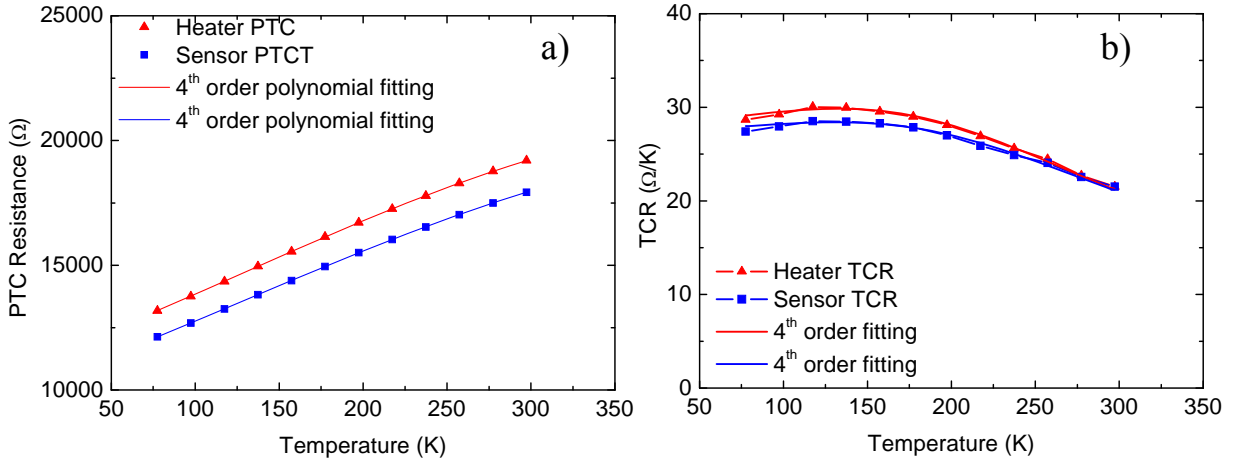 a)
Heater PTC
Sensor PTCT
4th order polynomial fitting
4th order polynomial fitting
PTC Resistance (Ω)
25000
20000
15000
10000
50 100 150 200 250 300 350
Temperature (K)
b)
TCR (Ω/K)
40
30
20
10
0
Heater TCR
Sensor TCR
4th order fitting
4th order fitting
50 100 150 200 250 300 350
Temperature (K)